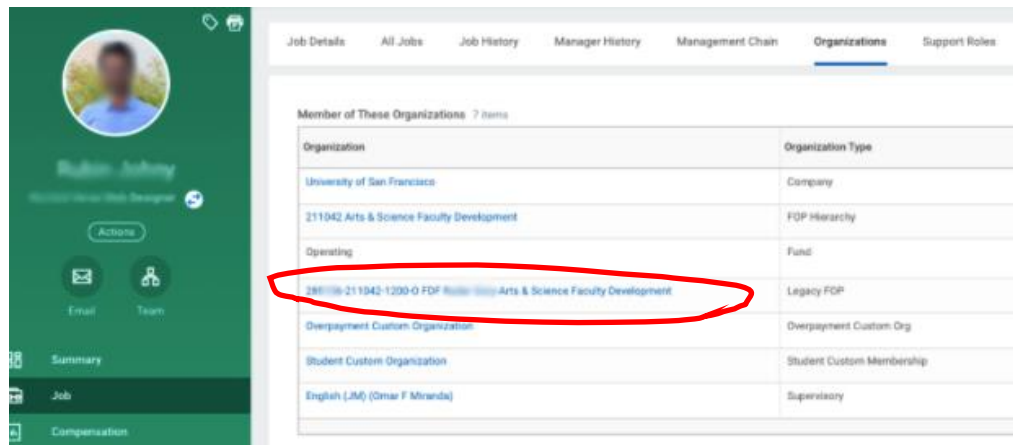 Job Details All Jobs Job History Manager History Management Chain Organizations Support Roles
Member of These Organizations 7 items
Organization Organization Type
University of San Francisco Company
211042 Arts & Science Faculty Development FOP Hierarchy
Operating Fund
211042-1200-0 FDF Arts & Science Faculty Development Legacy FOP
Overpayment Custom Organization Overpayment Custom Org
Student Custom Organization Student Custom Membership
English (JM) (Omar F Miranda) Supervisory
Actions
Email Team
Summary
Job
Compensation